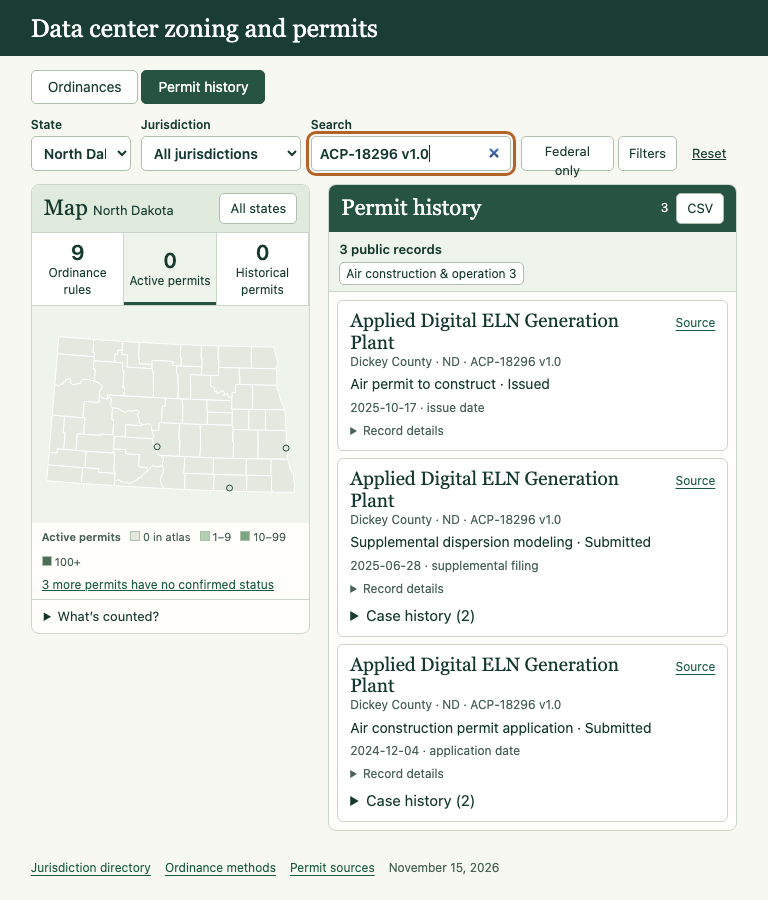 Data center zoning and permits
Ordinances
Permit history
State
Jurisdiction
Search
North Da
All jurisdictions
ACP-18296 v1.0
Federal
only
Filters
Reset
Map North Dakota
All states
9
Ordinance
rules
0
Active permits
0
Historical
permits
Active permits 0 in atlas 1–9 10–99
100+
3 more permits have no confirmed status
What's counted?
Permit history
3
CSV
3 public records
Air construction & operation 3
Applied Digital ELN Generation
Plant
Source
Dickey County · ND · ACP-18296 v1.0
Air permit to construct · Issued
2025-10-17 · issue date
Record details
Applied Digital ELN Generation
Plant
Source
Dickey County · ND · ACP-18296 v1.0
Supplemental dispersion modeling · Submitted
2025-06-28 · supplemental filing
Record details
Case history (2)
Applied Digital ELN Generation
Plant
Source
Dickey County · ND · ACP-18296 v1.0
Air construction permit application · Submitted
2024-12-04 · application date
Record details
Case history (2)
Jurisdiction directory
Ordinance methods
Permit sources
November 15, 2026